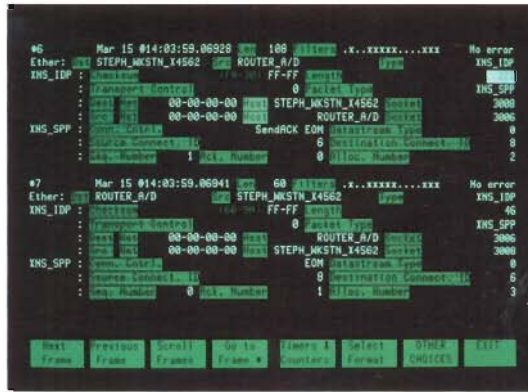 #6 Mar 15 @14:03:59.06928 Len 108 Filters .x..xxxxx....xxx No error
Ether: Dst STEPH_WKSTN_X4562 Src ROUTER_A/D Type XNS_IDP
XNS_IDP : Checksum FF-FF Length
: Transport Control 0 Packet Type XNS_SPP
: Dest Net 00-00-00-00 Host STEPH_WKSTN_X4562 Socket 3008
: Src Net 00-00-00-00 Host ROUTER_A/D Socket 3006
XNS_SPP : Conn. Cntrl. SendACK EOM Datastream Type 0
: Source Connect. ID 6 Destination Connect. ID 8
: Seq. Number 1 Ack. Number 0 Alloc. Number 2
#7 Mar 15 @14:03:59.06941 Len 60 Filters ..x..xxxxx....xxx No error
Ether: Dst ROUTER_A/D Src STEPH_WKSTN_X4562 Type XNS_IDP
XNS_IDP : Checksum FF-FF Length 46
: Transport Control 0 Packet Type XNS_SPP
: Dest Net 00-00-00-00 Host ROUTER_A/D Socket 3006
: Src Net 00-00-00-00 Host STEPH_WKSTN_X4562 Socket 3008
XNS_SPP : Conn. Cntrl. EOM Datastream Type 0
: Source Connect. ID 8 Destination Connect. ID 6
: Seq. Number 0 Ack. Number 1 Alloc. Number 3
Next Previous Scroll Go to Timers & Select OTHER EXIT
Frame Frame Frames Frame # Counters Format CHOICES